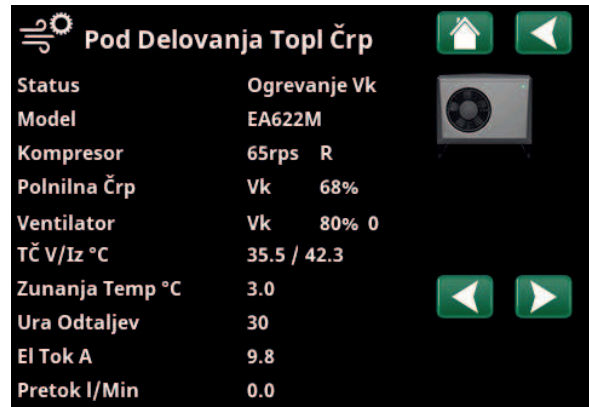 Pod Delovanja Topl Črp
Status Ogrevanje Vk
Model EA622M
Kompresor 65rps R
Polnilna Črp Vk 68%
Ventilator Vk 80% 0
TČ V/Iz °C 35.5 / 42.3
Zunanja Temp °C 3.0
Ura Odtaljev 30
El Tok A 9.8
Pretok l/Min 0.0